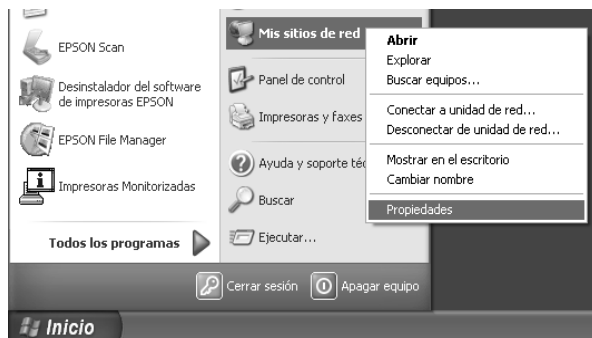 EPSON Scan
Desinstalador del software
de impresoras EPSON
EPSON File Manager
Impresoras Monitorizadas
Todos los programas
Mis sitios de red
Panel de control
Impresoras y faxes
Ayuda y soporte té
Buscar
Ejecutar...
Abrir
Explorar
Buscar equipos...
Conectar a unidad de red...
Desconectar de unidad de red...
Mostrar en el escritorio
Cambiar nombre
Propiedades
Cerrar sesión
Apagar equipo
Inicio